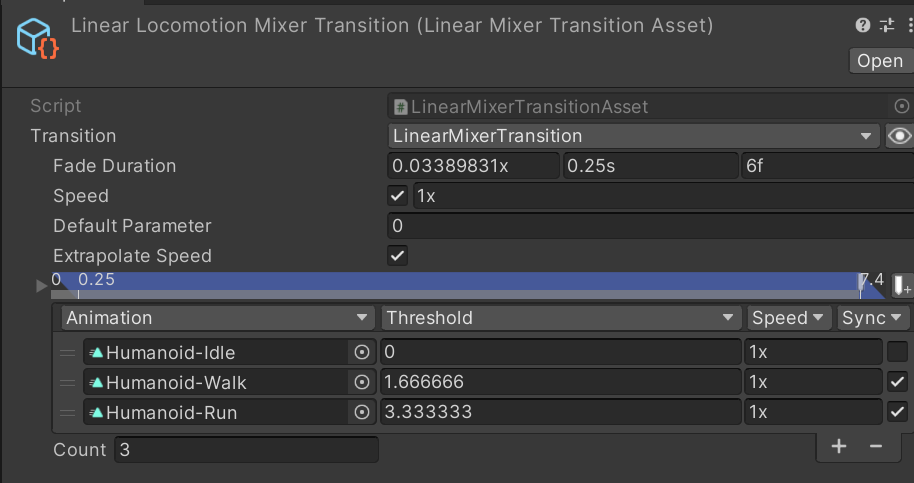 Linear Locomotion Mixer Transition (Linear Mixer Transition Asset)
Open
Script LinearMixerTransitionAsset
Transition LinearMixerTransition
Fade Duration 0.03389831x 0.25s 6f
Speed 1x
Default Parameter 0
Extrapolate Speed
0 0.25 7.4
Animation Threshold Speed Sync
Humanoid-Idle 0 1x
Humanoid-Walk 1.666666 1x
Humanoid-Run 3.333333 1x
Count 3